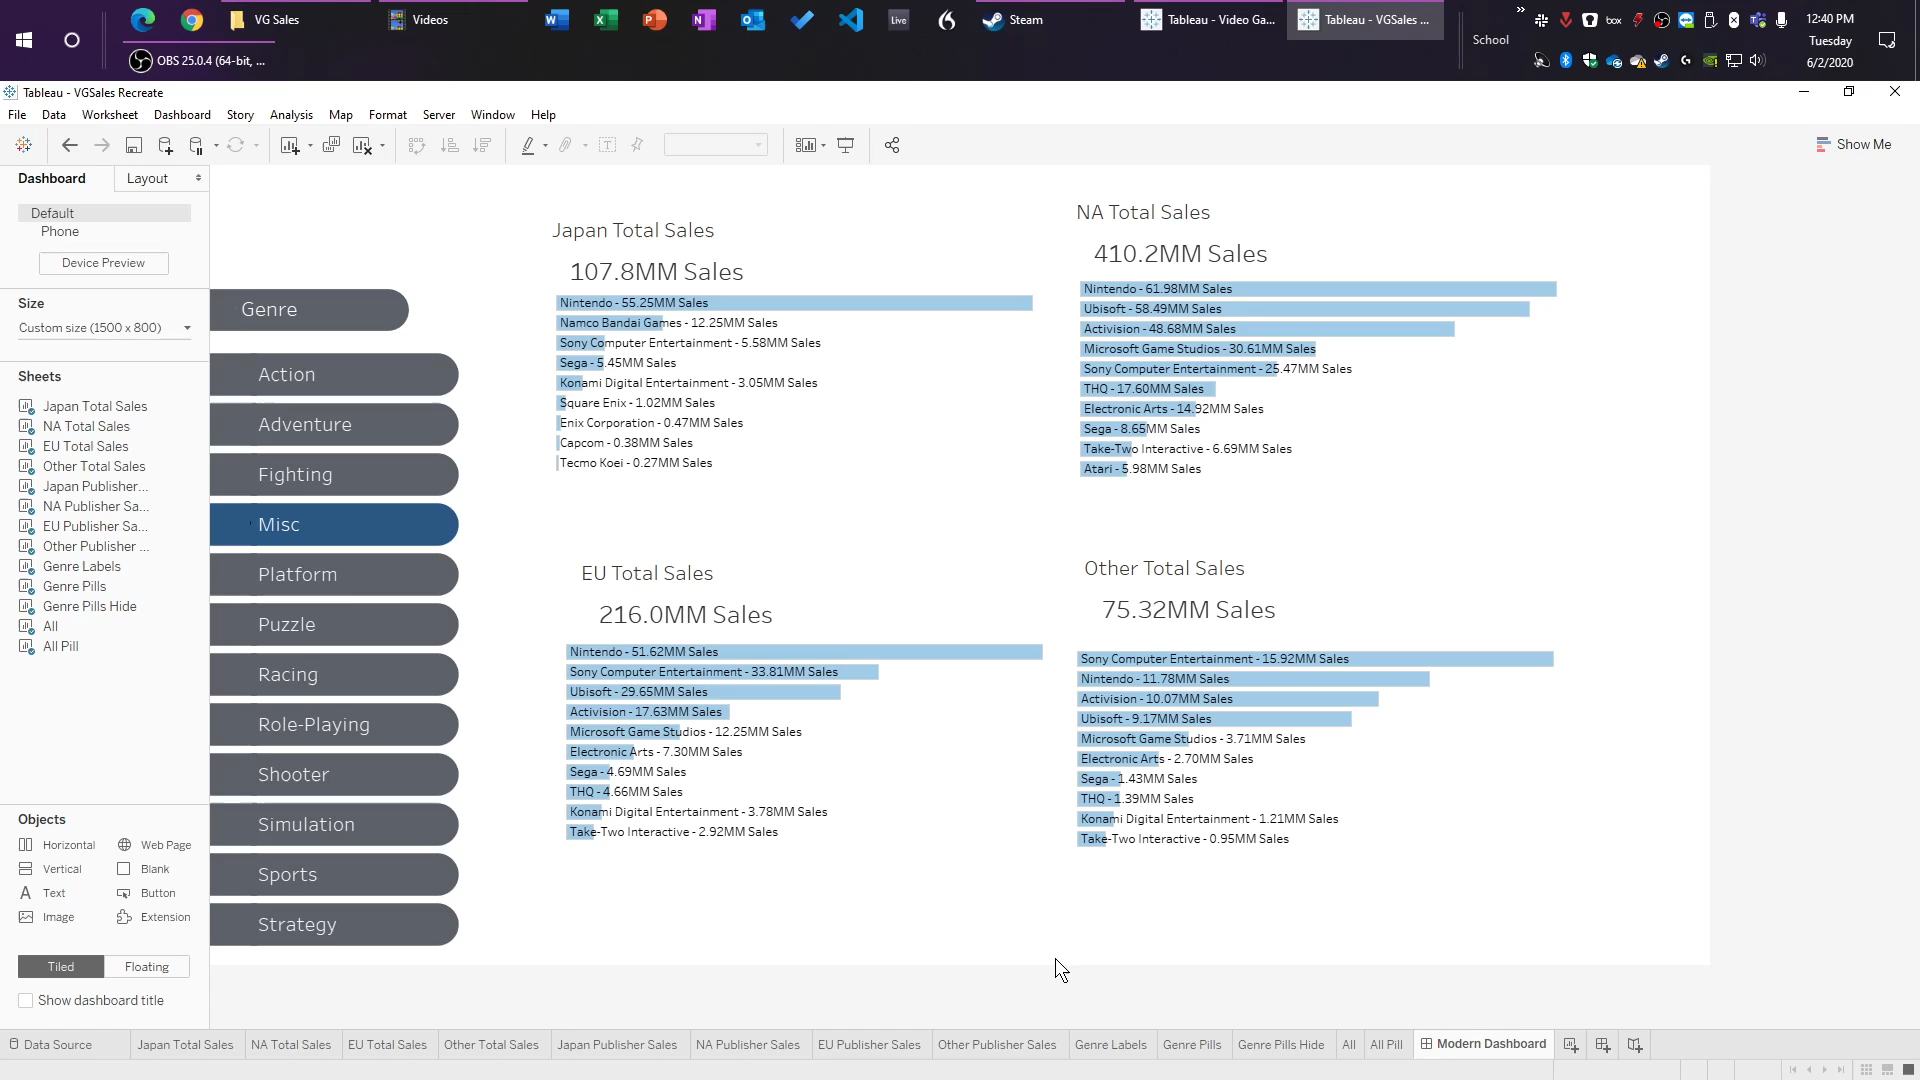 VG Sales
Videos
Live
Steam
Tableau - Video Ga...
Tableau - VGSales ...
School
box
12:40 PM
Tuesday
6/2/2020
OBS 25.0.4 (64-bit, ...
Tableau - VGSales Recreate
File Data Worksheet Dashboard Story Analysis Map Format Server Window Help
Show Me
Dashboard Layout
Default
Phone
Device Preview
Size
Custom size (1500 x 800)
Sheets
Japan Total Sales
NA Total Sales
EU Total Sales
Other Total Sales
Japan Publisher...
NA Publisher Sa...
EU Publisher Sa...
Other Publisher ...
Genre Labels
Genre Pills
Genre Pills Hide
All
All Pill
Objects
Horizontal Web Page
Vertical Blank
Text Button
Image Extension
Tiled Floating
Show dashboard title
Genre
Action
Adventure
Fighting
Misc
Platform
Puzzle
Racing
Role-Playing
Shooter
Simulation
Sports
Strategy
Japan Total Sales
107.8MM Sales
Nintendo - 55.25MM Sales
Namco Bandai Games - 12.25MM Sales
Sony Computer Entertainment - 5.58MM Sales
Sega - 5.45MM Sales
Konami Digital Entertainment - 3.05MM Sales
Square Enix - 1.02MM Sales
Enix Corporation - 0.47MM Sales
Capcom - 0.38MM Sales
Tecmo Koei - 0.27MM Sales
NA Total Sales
410.2MM Sales
Nintendo - 61.98MM Sales
Ubisoft - 58.49MM Sales
Activision - 48.68MM Sales
Microsoft Game Studios - 30.61MM Sales
Sony Computer Entertainment - 25.47MM Sales
THQ - 17.60MM Sales
Electronic Arts - 14.92MM Sales
Sega - 8.65MM Sales
Take-Two Interactive - 6.69MM Sales
Atari - 5.98MM Sales
EU Total Sales
216.0MM Sales
Nintendo - 51.62MM Sales
Sony Computer Entertainment - 33.81MM Sales
Ubisoft - 29.65MM Sales
Activision - 17.63MM Sales
Microsoft Game Studios - 12.25MM Sales
Electronic Arts - 7.30MM Sales
Sega - 4.69MM Sales
THQ - 4.66MM Sales
Konami Digital Entertainment - 3.78MM Sales
Take-Two Interactive - 2.92MM Sales
Other Total Sales
75.32MM Sales
Sony Computer Entertainment - 15.92MM Sales
Nintendo - 11.78MM Sales
Activision - 10.07MM Sales
Ubisoft - 9.17MM Sales
Microsoft Game Studios - 3.71MM Sales
Electronic Arts - 2.70MM Sales
Sega - 1.43MM Sales
THQ - 1.39MM Sales
Konami Digital Entertainment - 1.21MM Sales
Take-Two Interactive - 0.95MM Sales
Data Source Japan Total Sales NA Total Sales EU Total Sales Other Total Sales Japan Publisher Sales NA Publisher Sales EU Publisher Sales Other Publisher Sales Genre Labels Genre Pills Genre Pills Hide All All Pill Modern Dashboard